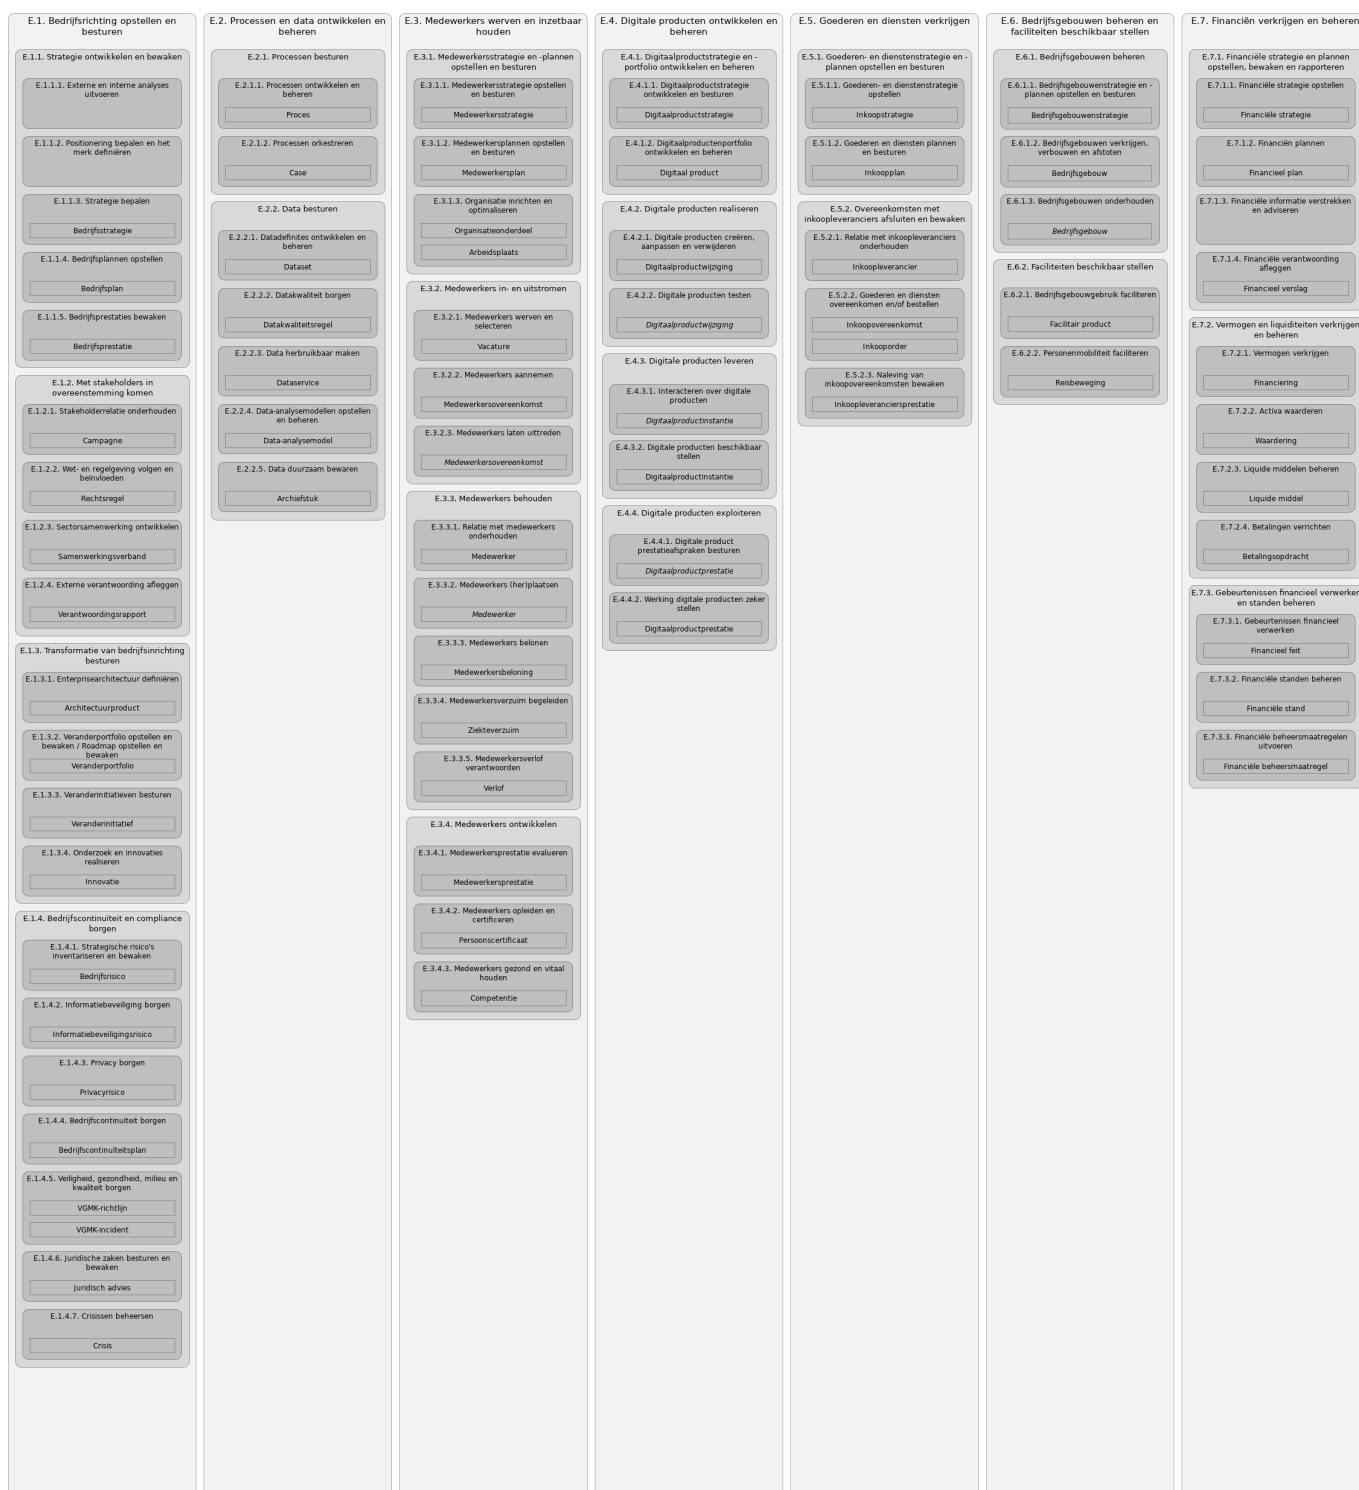 E.1. Bedrijfsrichting opstellen en
besturen
E.1.1. Strategie ontwikkelen en bewaken
E.1.1.1. Externe en interne analyses
uitvoeren
E.1.1.2. Positionering bepalen en het
merk definiëren
E.1.1.3. Strategie bepalen
Bedrijfsstrategie
E.1.1.4. Bedrijfsplannen opstellen
Bedrijfsplan
E.1.1.5. Bedrijfsprestaties bewaken
Bedrijfsprestatie
E.1.2. Met stakeholders in
overeenstemming komen
E.1.2.1. Stakeholderrelatie onderhouden
Campagne
E.1.2.2. Wet- en regelgeving volgen en
beïnvloeden
Rechtsregel
E.1.2.3. Sectorsamenwerking ontwikkelen
Samenwerkingsverband
E.1.2.4. Externe verantwoording afleggen
Verantwoordingsrapport
E.1.3. Transformatie van bedrijfsinrichting
besturen
E.1.3.1. Enterprisearchitectuur definiëren
Architectuurproduct
E.1.3.2. Veranderportfolio opstellen en
bewaken / Roadmap opstellen en
bewaken
Veranderportfolio
E.1.3.3. Veranderinitiatieven besturen
Veranderinitiatief
E.1.3.4. Onderzoek en innovaties
realiseren
Innovatie
E.1.4. Bedrijfscontinuïteit en compliance
borgen
E.1.4.1. Strategische risico's
inventariseren en bewaken
Bedrijfsrisico
E.1.4.2. Informatiebeveiliging borgen
Informatiebeveiligingsrisico
E.1.4.3. Privacy borgen
Privacyrisico
E.1.4.4. Bedrijfscontinuïteit borgen
Bedrijfscontinuïteitsplan
E.1.4.5. Veiligheid, gezondheid, milieu en
kwaliteit borgen
VGMK-richtlijn
VGMK-incident
E.1.4.6. Juridische zaken besturen en
bewaken
Juridisch advies
E.1.4.7. Crisissen beheersen
Crisis
E.2. Processen en data ontwikkelen en
beheren
E.2.1. Processen besturen
E.2.1.1. Processen ontwikkelen en
beheren
Proces
E.2.1.2. Processen orkestreren
Case
E.2.2. Data besturen
E.2.2.1. Datadefinites ontwikkelen en
beheren
Dataset
E.2.2.2. Datakwaliteit borgen
Datakwaliteitsregel
E.2.2.3. Data herbruikbaar maken
Dataservice
E.2.2.4. Data-analysemodellen opstellen
en beheren
Data-analysemodel
E.2.2.5. Data duurzaam bewaren
Archiefstuk
E.3. Medewerkers werven en inzetbaar
houden
E.3.1. Medewerkersstrategie en -plannen
opstellen en besturen
E.3.1.1. Medewerkersstrategie opstellen
en besturen
Medewerkersstrategie
E.3.1.2. Medewerkersplannen opstellen
en besturen
Medewerkersplan
E.3.1.3. Organisatie inrichten en
optimaliseren
Organisatieonderdeel
Arbeidsplaats
E.3.2. Medewerkers in- en uitstromen
E.3.2.1. Medewerkers werven en
selecteren
Vacature
E.3.2.2. Medewerkers aannemen
Medewerkersovereenkomst
E.3.2.3. Medewerkers laten uittreden
Medewerkersovereenkomst
E.3.3. Medewerkers behouden
E.3.3.1. Relatie met medewerkers
onderhouden
Medewerker
E.3.3.2. Medewerkers (her)plaatsen
Medewerker
E.3.3.3. Medewerkers belonen
Medewerkersbeloning
E.3.3.4. Medewerkersverzuim begeleiden
Ziekteverzuim
E.3.3.5. Medewerkersverlof
verantwoorden
Verlof
E.3.4. Medewerkers ontwikkelen
E.3.4.1. Medewerkersprestatie evalueren
Medewerkersprestatie
E.3.4.2. Medewerkers opleiden en
certificeren
Persoonscertificaat
E.3.4.3. Medewerkers gezond en vitaal
houden
Competentie
E.4. Digitale producten ontwikkelen en
beheren
E.4.1. Digitaalproductstrategie en -
portfolio ontwikkelen en beheren
E.4.1.1. Digitaalproductstrategie
ontwikkelen en besturen
Digitaalproductstrategie
E.4.1.2. Digitaalproductenportfolio
ontwikkelen en beheren
Digitaal product
E.4.2. Digitale producten realiseren
E.4.2.1. Digitale producten creëren,
aanpassen en verwijderen
Digitaalproductwijziging
E.4.2.2. Digitale producten testen
Digitaalproductwijziging
E.4.3. Digitale producten leveren
E.4.3.1. Interacteren over digitale
producten
Digitaalproductinstantie
E.4.3.2. Digitale producten beschikbaar
stellen
Digitaalproductinstantie
E.4.4. Digitale producten exploiteren
E.4.4.1. Digitale product
prestatieafspraken besturen
Digitaalproductprestatie
E.4.4.2. Werking digitale producten zeker
stellen
Digitaalproductprestatie
E.5. Goederen en diensten verkrijgen
E.5.1. Goederen- en dienstenstrategie en -
plannen opstellen en besturen
E.5.1.1. Goederen- en dienstenstrategie
opstellen
Inkoopstrategie
E.5.1.2. Goederen en diensten plannen
en besturen
Inkoopplan
E.5.2. Overeenkomsten met
inkoopleveranciers afsluiten en bewaken
E.5.2.1. Relatie met inkoopleveranciers
onderhouden
Inkoopleverancier
E.5.2.2. Goederen en diensten
overeenkomen en/of bestellen
Inkoopovereenkomst
Inkooporder
E.5.2.3. Naleving van
inkoopovereenkomsten bewaken
Inkoopleveranciersprestatie
E.6. Bedrijfsgebouwen beheren en
faciliteiten beschikbaar stellen
E.6.1. Bedrijfsgebouwen beheren
E.6.1.1. Bedrijfsgebouwenstrategie en -
plannen opstellen en besturen
Bedrijfsgebouwenstrategie
E.6.1.2. Bedrijfsgebouwen verkrijgen,
verbouwen en afstoten
Bedrijfsgebouw
E.6.1.3. Bedrijfsgebouwen onderhouden
Bedrijfsgebouw
E.6.2. Faciliteiten beschikbaar stellen
E.6.2.1. Bedrijfsgebouwgebruik faciliteren
Facilitair product
E.6.2.2. Personenmobiliteit faciliteren
Reisbeweging
E.7. Financiën verkrijgen en beheren
E.7.1. Financiële strategie en plannen
opstellen, bewaken en rapporteren
E.7.1.1. Financiële strategie opstellen
Financiële strategie
E.7.1.2. Financiën plannen
Financieel plan
E.7.1.3. Financiële informatie verstrekken
en adviseren
E.7.1.4. Financiële verantwoording
afleggen
Financieel verslag
E.7.2. Vermogen en liquiditeiten verkrijgen
en beheren
E.7.2.1. Vermogen verkrijgen
Financiering
E.7.2.2. Activa waarderen
Waardering
E.7.2.3. Liquide middelen beheren
Liquide middel
E.7.2.4. Betalingen verrichten
Betalingsopdracht
E.7.3. Gebeurtenissen financieel verwerken
en standen beheren
E.7.3.1. Gebeurtenissen financieel
verwerken
Financieel feit
E.7.3.2. Financiële standen beheren
Financiële stand
E.7.3.3. Financiële beheersmaatregelen
uitvoeren
Financiële beheersmaatregel